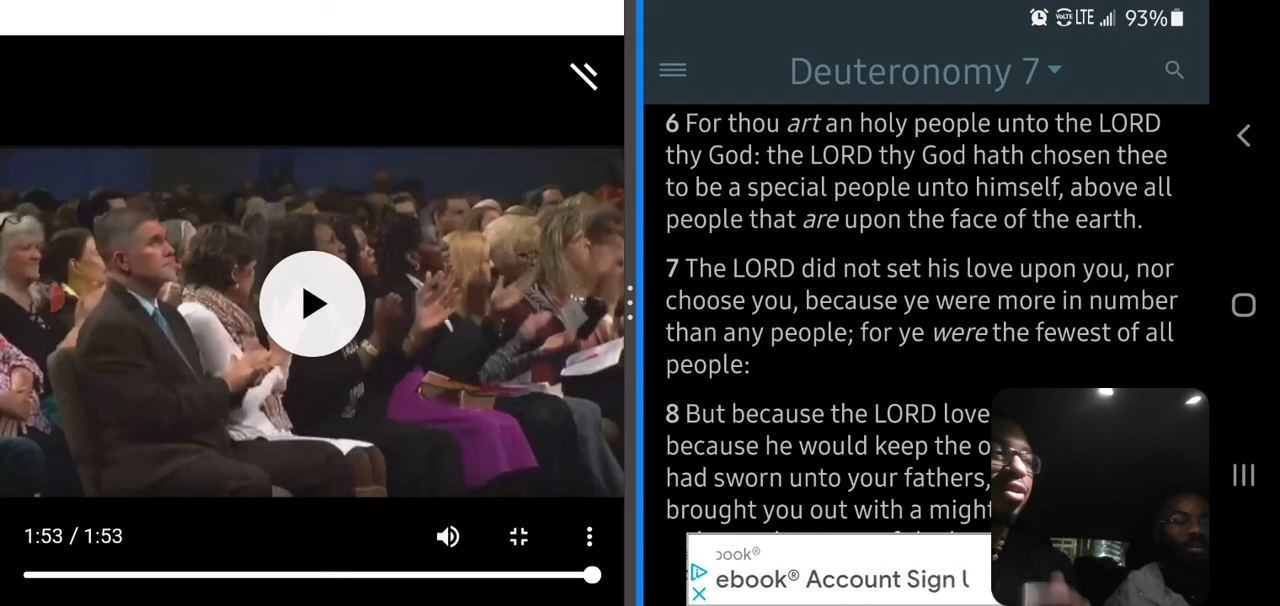 VoLTE LTE 93%
Deuteronomy 7
6 For thou art an holy people unto the LORD
thy God: the LORD thy God hath chosen thee
to be a special people unto himself, above all
people that are upon the face of the earth.
7 The LORD did not set his love upon you, nor
choose you, because ye were more in number
than any people; for ye were the fewest of all
people:
8 But because the LORD love
because he would keep the o
had sworn unto your fathers,
brought you out with a might
ook®
ebook® Account Sign
1:53 / 1:53